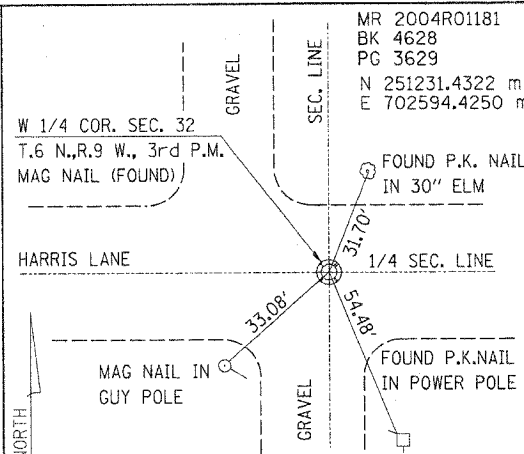 MR 2004R01181
BK 4628
PG 3629
N 251231.4322 m
E 702594.4250 m
GRAVEL
SEC. LINE
W 1/4 COR. SEC. 32
T.6 N.,R.9 W., 3rd P.M.
MAG NAIL (FOUND)
FOUND P.K. NAIL
IN 30" ELM
31.70'
HARRIS LANE
1/4 SEC. LINE
33.08'
54.48'
MAG NAIL IN
GUY POLE
FOUND P.K.NAIL
IN POWER POLE
GRAVEL
NORTH